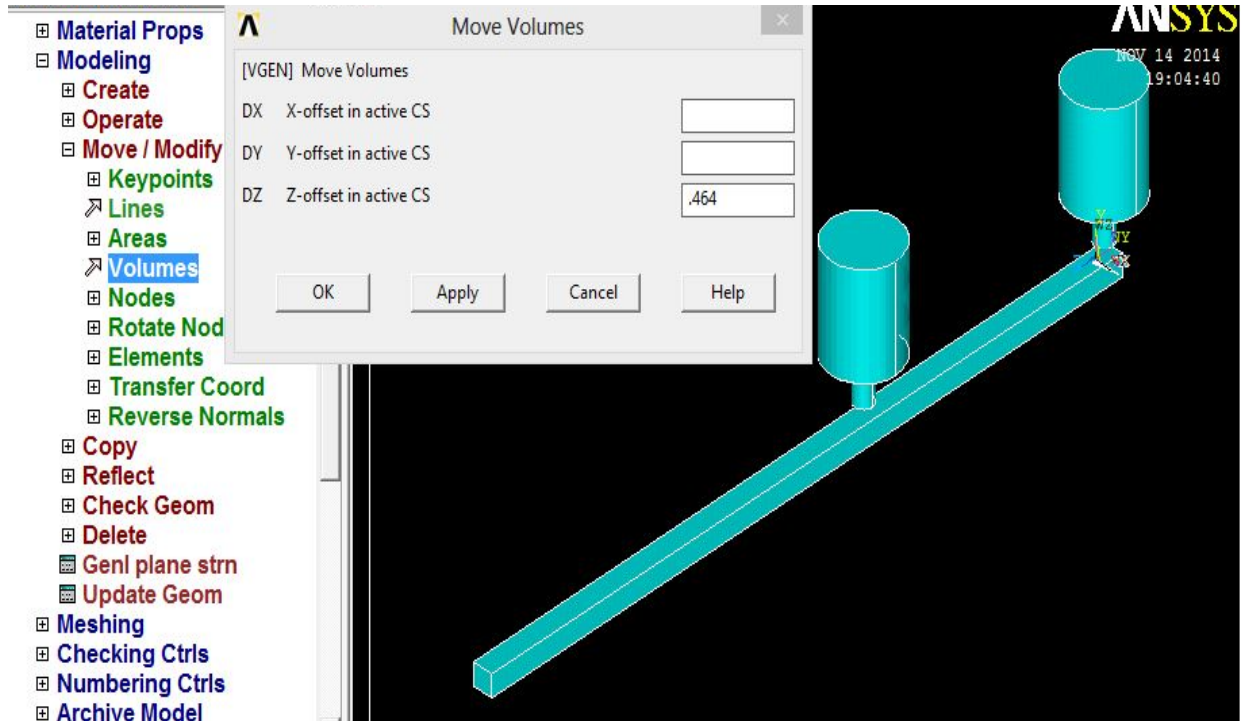 Material Props
Modeling
Create
Operate
Move / Modify
Keypoints
Lines
Areas
Volumes
Nodes
Rotate Nod
Elements
Transfer Coord
Reverse Normals
Copy
Reflect
Check Geom
Delete
Genl plane strn
Update Geom
Meshing
Checking Ctrls
Numbering Ctrls
Archive Model
Λ Move Volumes
[VGEN] Move Volumes
DX X-offset in active CS
DY Y-offset in active CS
DZ Z-offset in active CS .464
OK Apply Cancel Help
ANSYS
NOV 14 2014
19:04:40
Y